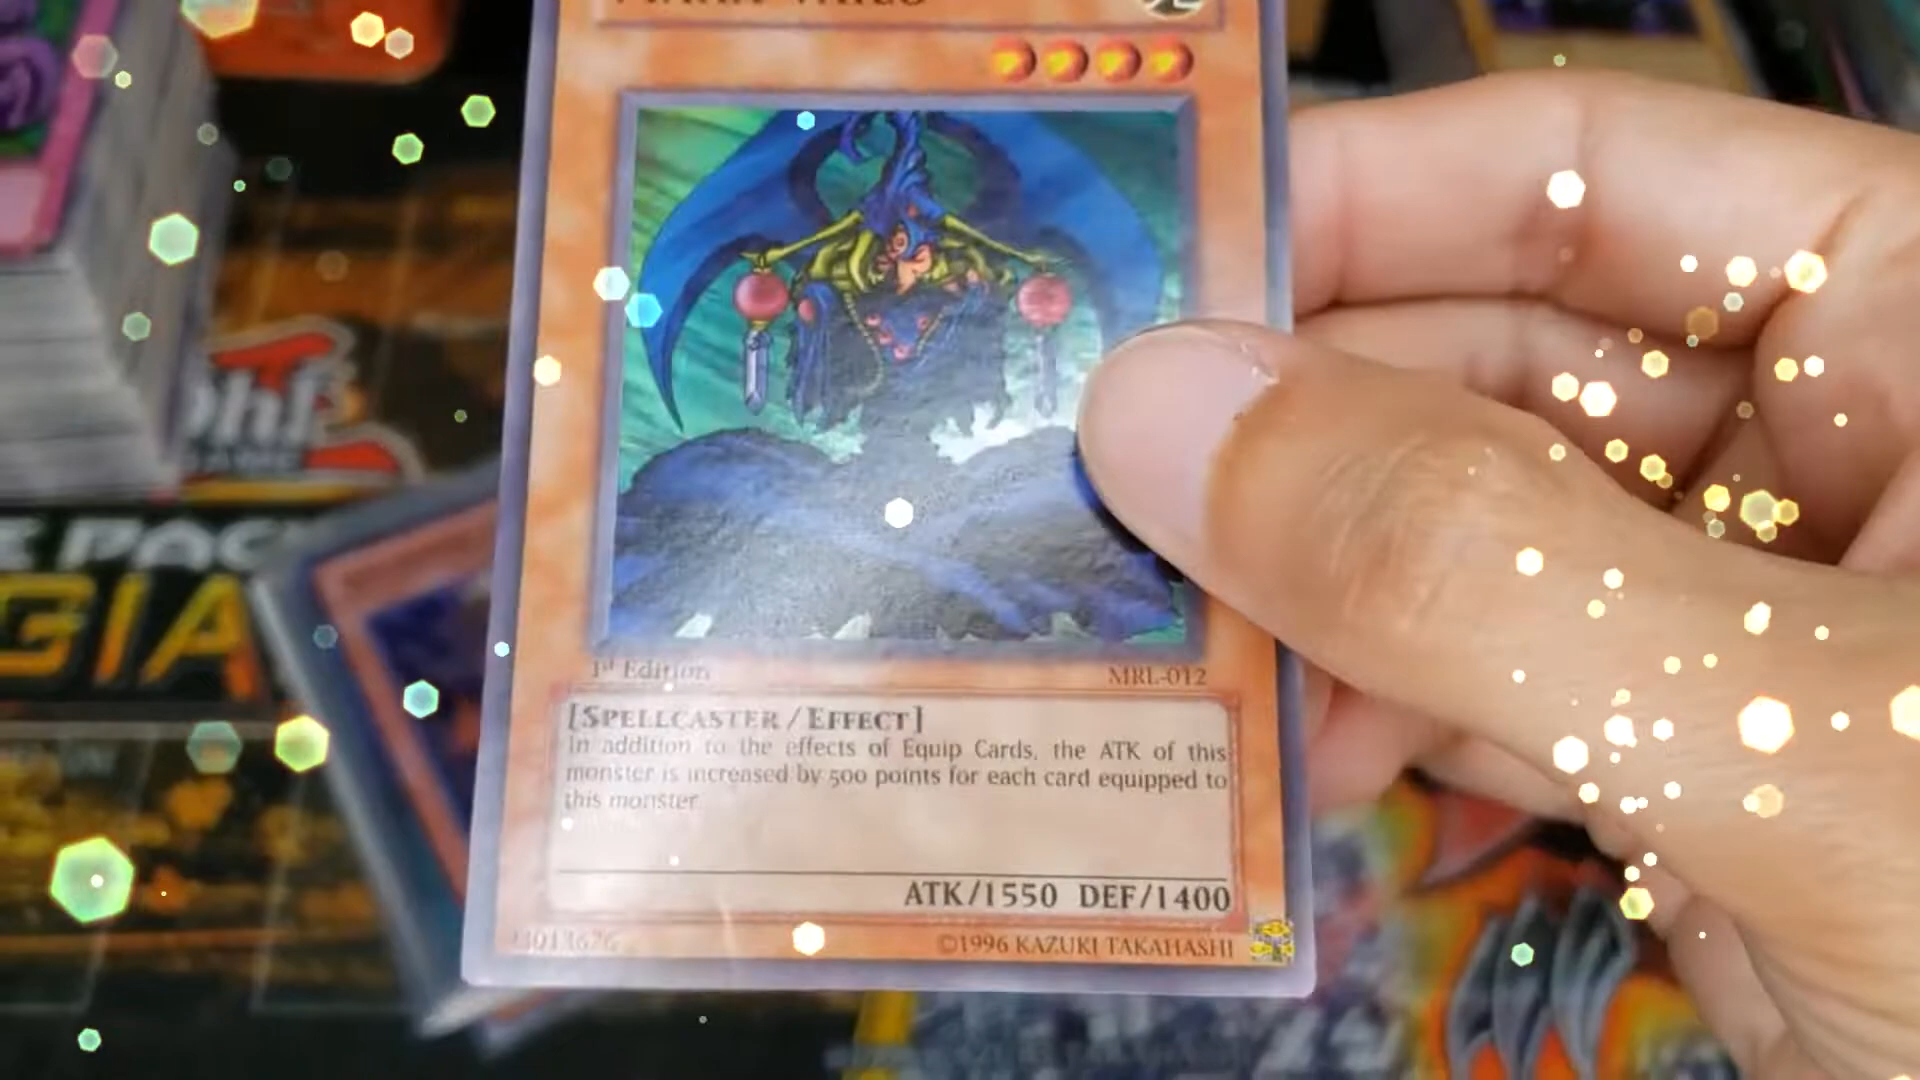 1st Edition
MRL-012
[SPELLCASTER / EFFECT]
In addition to the effects of Equip Cards, the ATK of this
monster is increased by 500 points for each card equipped to
this monster.
ATK/1550 DEF/1400
©1996 KAZUKI TAKAHASHI
GAME
GIA